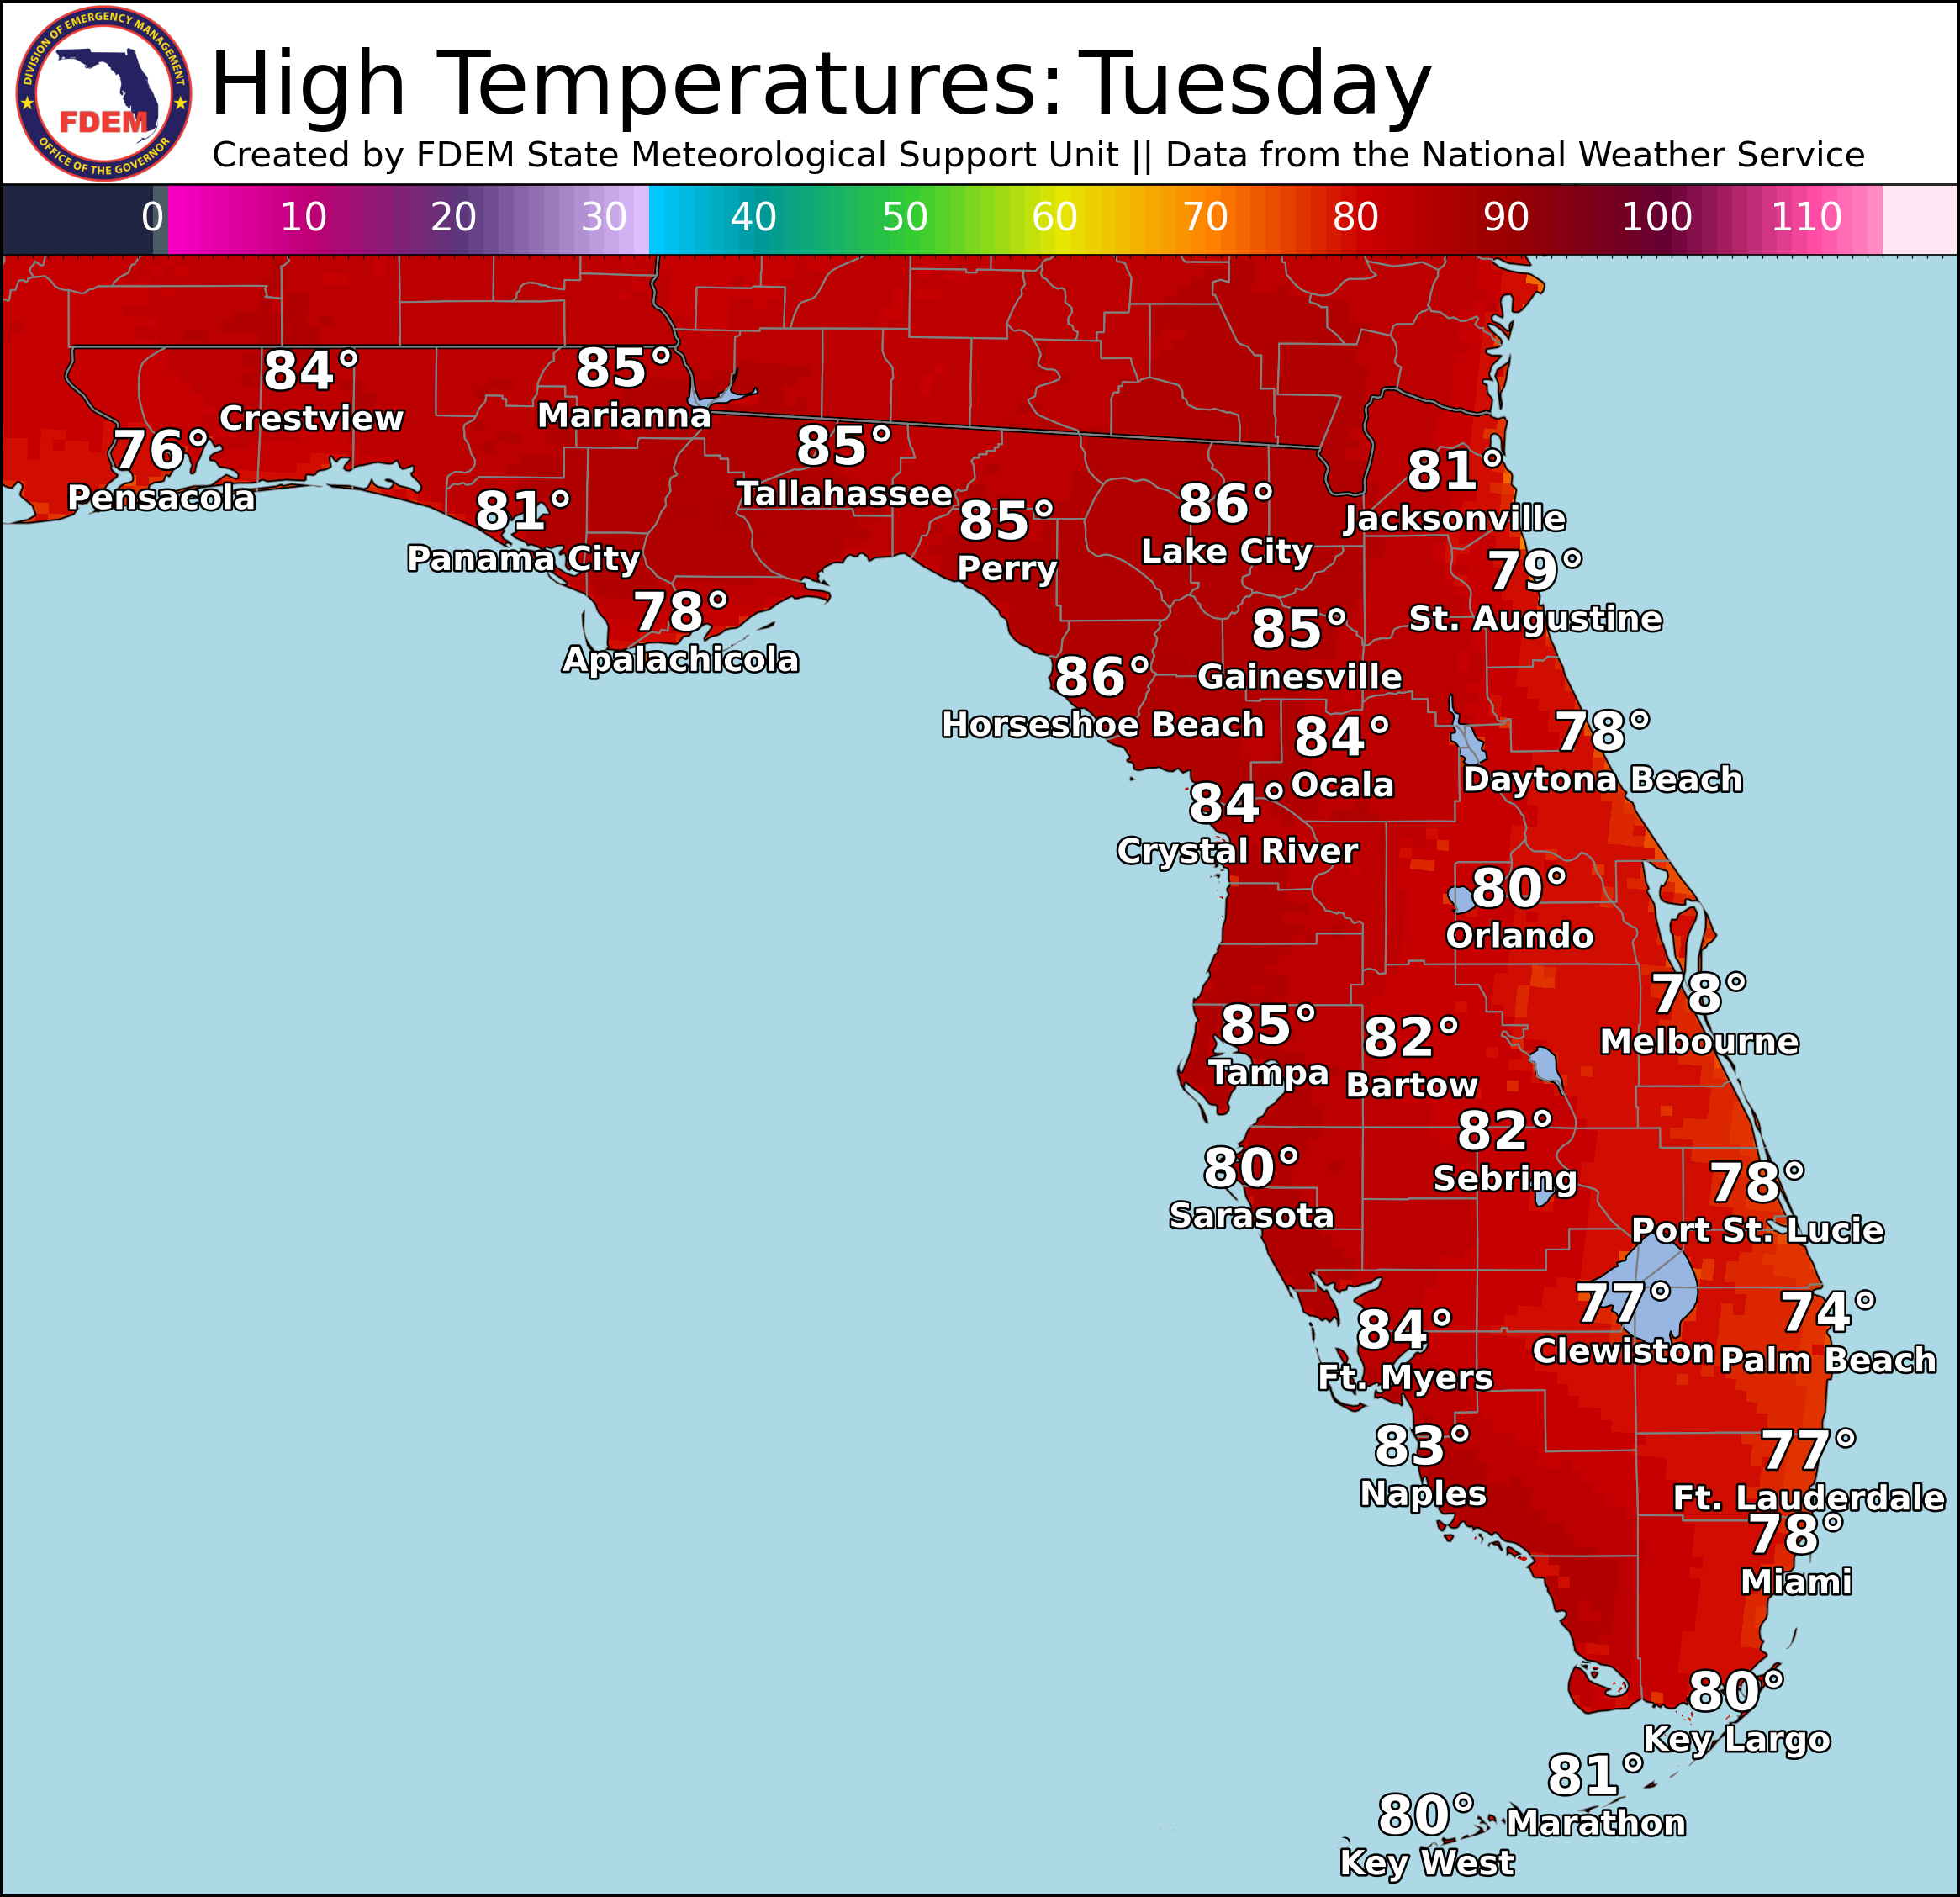 DIVISION OF EMERGENCY MANAGEMENT
FDEM
OFFICE OF THE GOVERNOR
High Temperatures: Tuesday
Created by FDEM State Meteorological Support Unit || Data from the National Weather Service
0 10 20 30 40 50 60 70 80 90 100 110
84°
Crestview
85°
Marianna
76°
Pensacola
85°
Tallahassee
81°
Panama City
85°
Perry
86°
Lake City
81°
Jacksonville
79°
St. Augustine
78°
Apalachicola
85°
Gainesville
86°
Horseshoe Beach
84°
Ocala
78°
Daytona Beach
84°
Crystal River
80°
Orlando
78°
Melbourne
85°
Tampa
82°
Bartow
82°
Sebring
80°
Sarasota
78°
Port St. Lucie
77°
Clewiston
74°
Palm Beach
84°
Ft. Myers
83°
Naples
77°
Ft. Lauderdale
78°
Miami
80°
Key Largo
81°
Marathon
80°
Key West